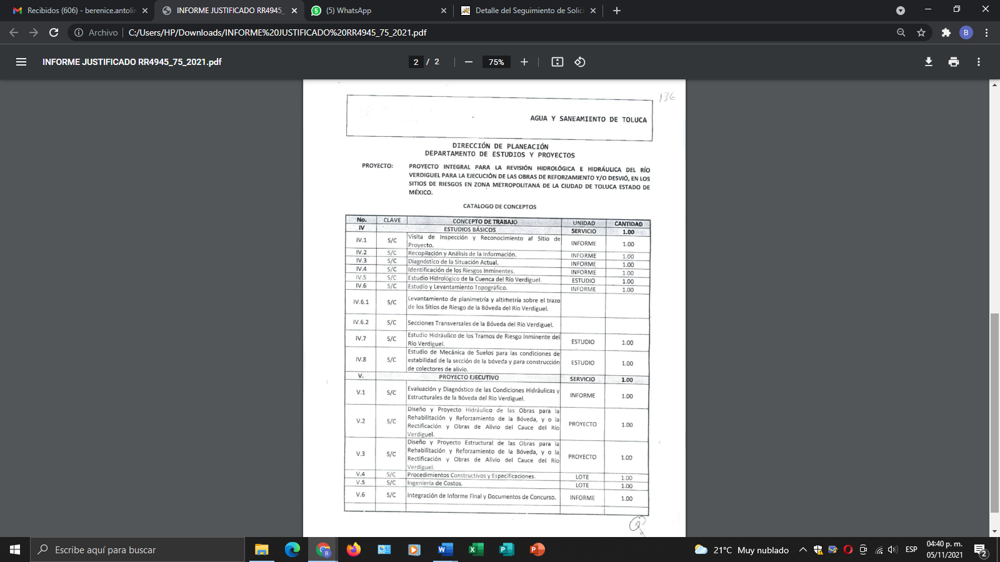 Recibidos (606) - berenice.antolin
INFORME JUSTIFICADO RR4945_7
(5) WhatsApp
Detalle del Seguimiento de Solici
Archivo
C:/Users/HP/Downloads/INFORME%20JUSTIFICADO%20RR4945_75_2021.pdf
B
INFORME JUSTIFICADO RR4945_75_2021.pdf
2 / 2
75%
136
AGUA Y SANEAMIENTO DE TOLUCA
DIRECCIÓN DE PLANEACIÓN
DEPARTAMENTO DE ESTUDIOS Y PROYECTOS
PROYECTO: PROYECTO INTEGRAL PARA LA REVISIÓN HIDROLÓGICA E HIDRÁULICA DEL RÍO
VERDIGUEL PARA LA EJECUCIÓN DE LAS OBRAS DE REFORZAMIENTO Y/O DESVIÓ, EN LOS
SITIOS DE RIESGOS EN ZONA METROPOLITANA DE LA CIUDAD DE TOLUCA ESTADO DE
MÉXICO.
CATALOGO DE CONCEPTOS
No. CLAVE CONCEPTO DE TRABAJO UNIDAD CANTIDAD
IV ESTUDIOS BÁSICOS SERVICIO 1.00
IV.1 S/C Visita de Inspección y Reconocimiento al Sitio de
Proyecto. INFORME 1.00
IV.2 S/C Recopilación y Análisis de la Información. INFORME 1.00
IV.3 S/C Diagnóstico de la Situación Actual. INFORME 1.00
IV.4 S/C Identificación de los Riesgos Inminentes. INFORME 1.00
IV.5 S/C Estudio Hidrológico de la Cuenca del Río Verdiguel. ESTUDIO 1.00
IV.6 S/C Estudio y Levantamiento Topográfico. INFORME 1.00
IV.6.1 S/C Levantamiento de planimetría y altimetría sobre el trazo
de los Sitios de Riesgo de la Bóveda del Río Verdiguel.
IV.6.2 S/C Secciones Transversales de la Bóveda del Río Verdiguel.
IV.7 S/C Estudio Hidráulico de los Tramos de Riesgo Inminente del
Río Verdiguel. ESTUDIO 1.00
IV.8 S/C Estudio de Mecánica de Suelos para las condiciones de
estabilidad de la sección de la bóveda y para construcción
de colectores de alivio. ESTUDIO 1.00
V. PROYECTO EJECUTIVO SERVICIO 1.00
V.1 S/C Evaluación y Diagnóstico de las Condiciones Hidráulicas y
Estructurales de la Bóveda del Río Verdiguel. INFORME 1.00
V.2 S/C Diseño y Proyecto Hidráulico de las Obras para la
Rehabilitación y Reforzamiento de la Bóveda, y o la
Rectificación y Obras de Alivio del Cauce del Río
Verdiguel. PROYECTO 1.00
V.3 S/C Diseño y Proyecto Estructural de las Obras para la
Rehabilitación y Reforzamiento de la Bóveda, y o la
Rectificación y Obras de Alivio del Cauce del Río
Verdiguel. PROYECTO 1.00
V.4 S/C Procedimientos Constructivos y Especificaciones. LOTE 1.00
V.5 S/C Ingeniería de Costos. LOTE 1.00
V.6 S/C Integración de Informe Final y Documentos de Concurso. INFORME 1.00
Escribe aquí para buscar
21°C Muy nublado
ESP
04:40 p. m.
05/11/2021
2